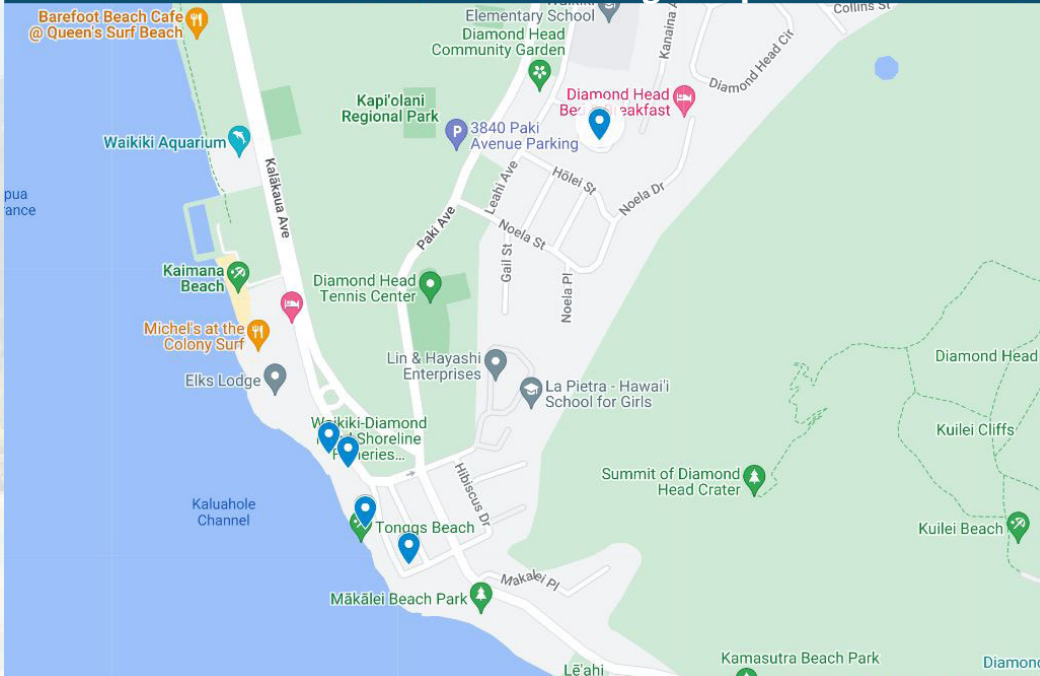 Collins St
Elementary School
Barefoot Beach Cafe
@ Queen's Surf Beach
Kanaina
Diamond Head
Community Garden
Diamond Head Cir
Diamond Head
Kapi'olani
Regional Park
3840 Paki
Avenue Parking
P
Waikiki Aquarium
Kalākaua Ave
Leahi Ave
Hōlei St
Noela Dr
Paki Ave
Noela St
Gail St
Noela Pl
Kaimana
Beach
Diamond Head
Tennis Center
Michel's at the
Colony Surf
Elks Lodge
Lin & Hayashi
Enterprises
La Pietra - Hawai'i
School for Girls
Diamond Head
Kuilei Cliffs
Waikiki-Diamond
Shoreline
Summit of Diamond
Head Crater
Hibiscus Dr
Kaluahole
Channel
Tonggs Beach
Kuilei Beach
Makalei Pl
Mākālei Beach Park
Lē'ahi
Kamasutra Beach Park